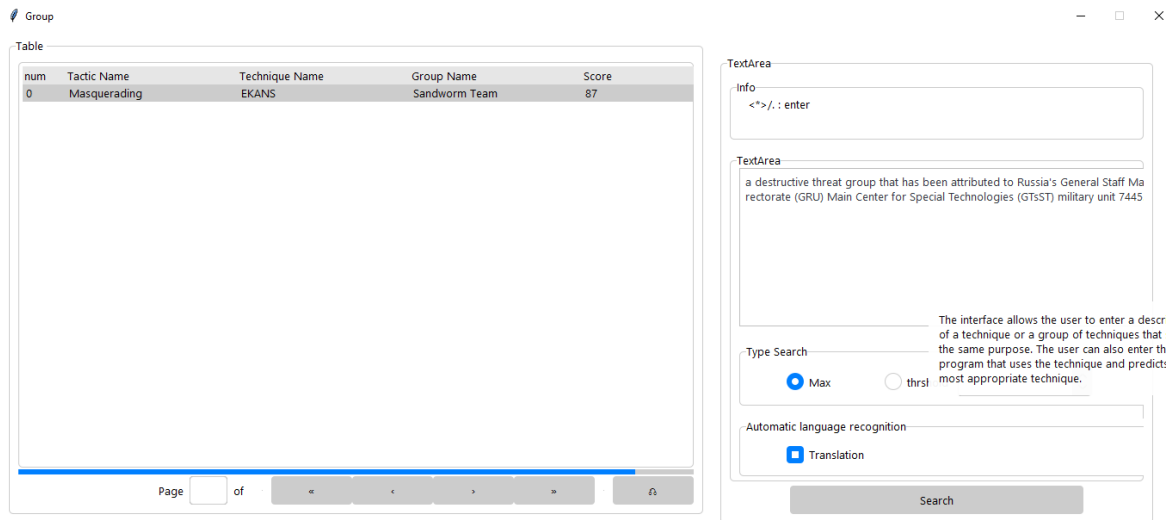 Group
Table
num Tactic Name Technique Name Group Name Score
0 Masquerading EKANS Sandworm Team 87
Page of « ‹ › »
TextArea
Info
<*>/. : enter
TextArea
a destructive threat group that has been attributed to Russia's General Staff Ma
rectorate (GRU) Main Center for Special Technologies (GTsST) military unit 7445
The interface allows the user to enter a descr
of a technique or a group of techniques that
the same purpose. The user can also enter th
program that uses the technique and predicts
most appropriate technique.
Type Search
Max
Automatic language recognition
Translation
Search